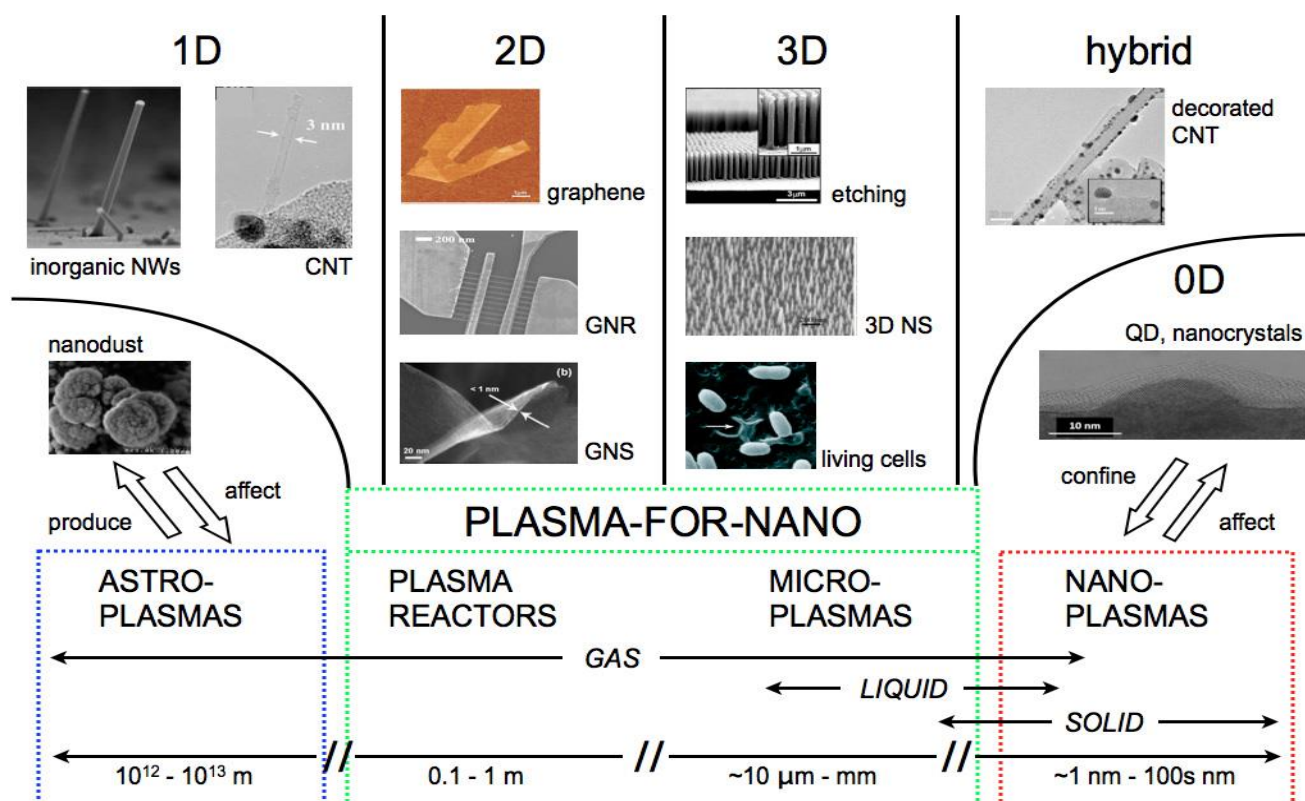 1D
2D
3D
hybrid
3 nm
inorganic NWs
CNT
graphene
200 nm
GNR
(b)
< 1 nm
20 nm
GNS
1μm
3μm
etching
3D NS
living cells
decorated
CNT
0D
QD, nanocrystals
10 nm
nanodust
produce
affect
confine
affect
PLASMA-FOR-NANO
ASTRO-
PLASMAS
PLASMA
REACTORS
MICRO-
PLASMAS
NANO-
PLASMAS
GAS
LIQUID
SOLID
10¹² - 10¹³ m
0.1 - 1 m
~10 μm - mm
~1 nm - 100s nm